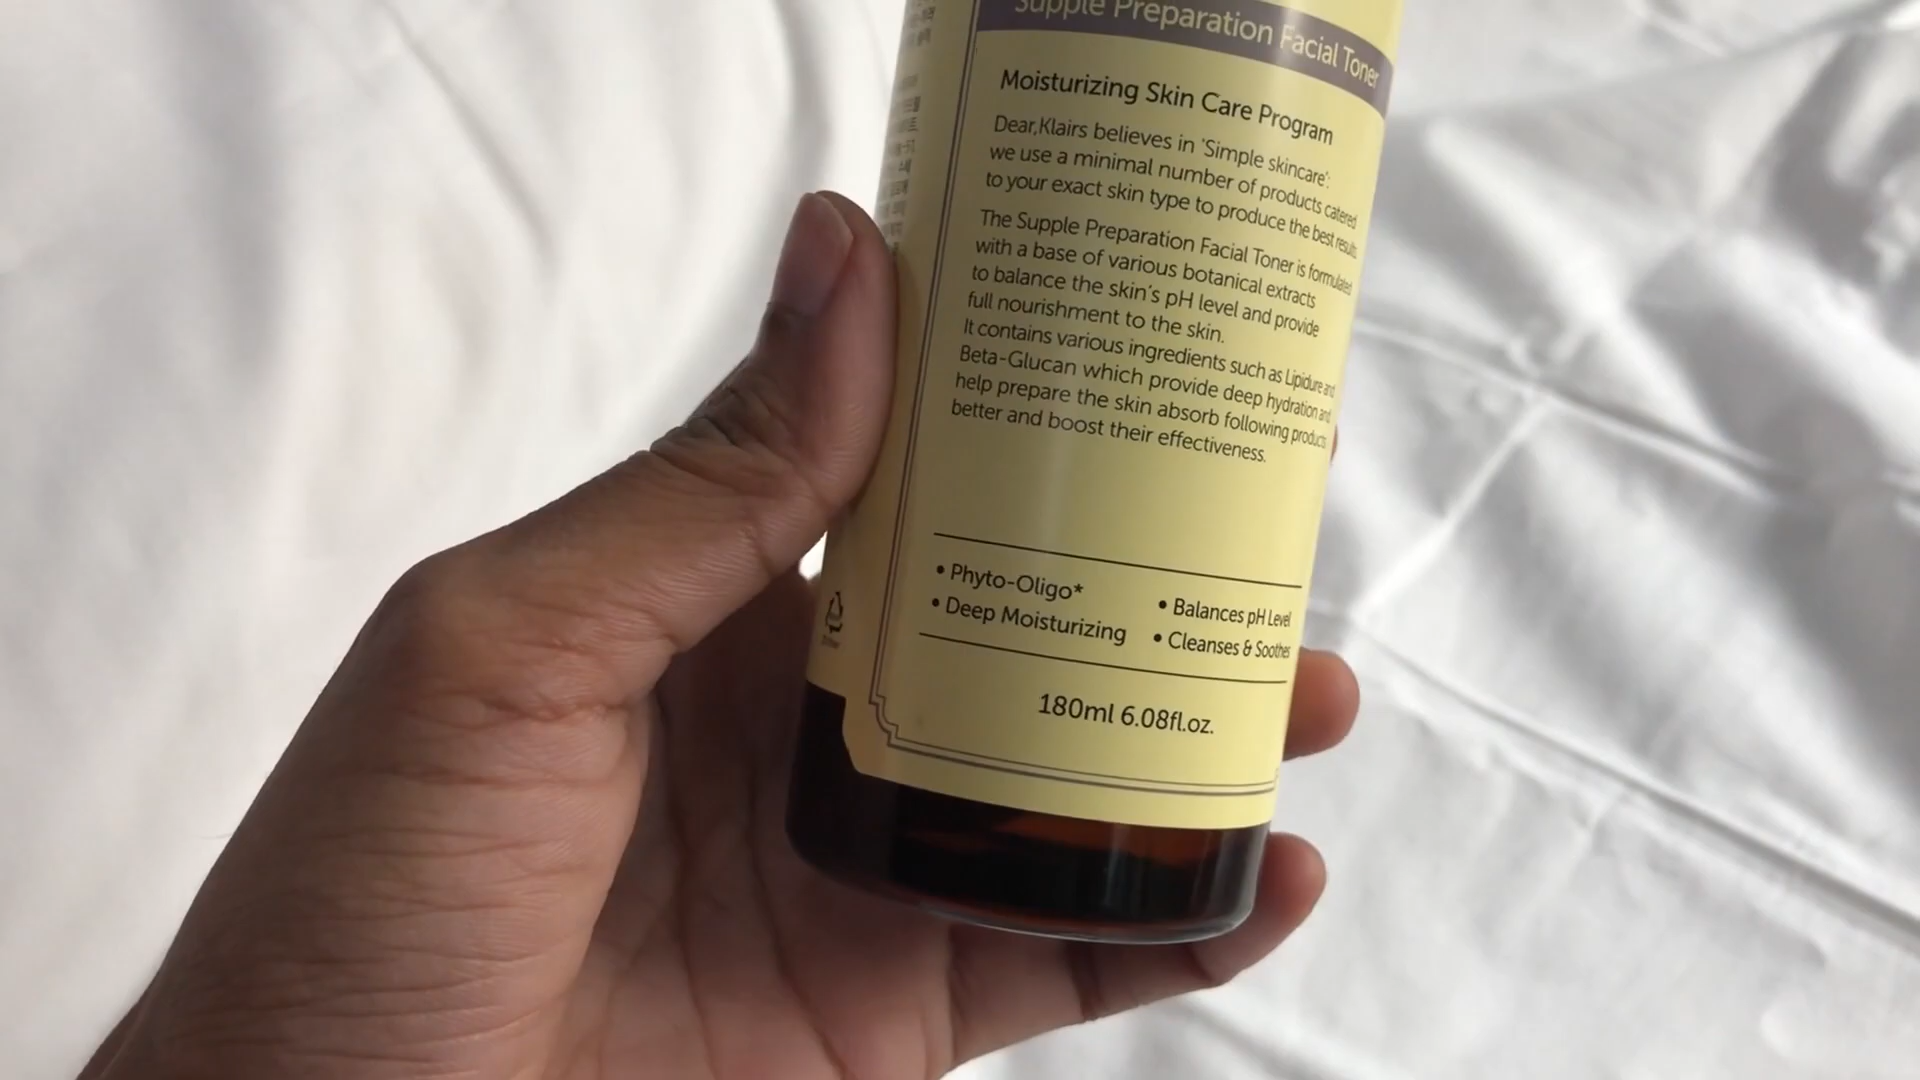 Supple Preparation Facial Toner
Moisturizing Skin Care Program
Dear,Klairs believes in 'Simple skincare':
we use a minimal number of products catered
to your exact skin type to produce the best results.
The Supple Preparation Facial Toner is formulated
with a base of various botanical extracts
to balance the skin's pH level and provide
full nourishment to the skin.
It contains various ingredients such as Lipidure and
Beta-Glucan which provide deep hydration and
help prepare the skin absorb following products
better and boost their effectiveness.
• Phyto-Oligo*
• Balances pH Level
• Deep Moisturizing
• Cleanses & Soothes
180ml 6.08fl.oz.